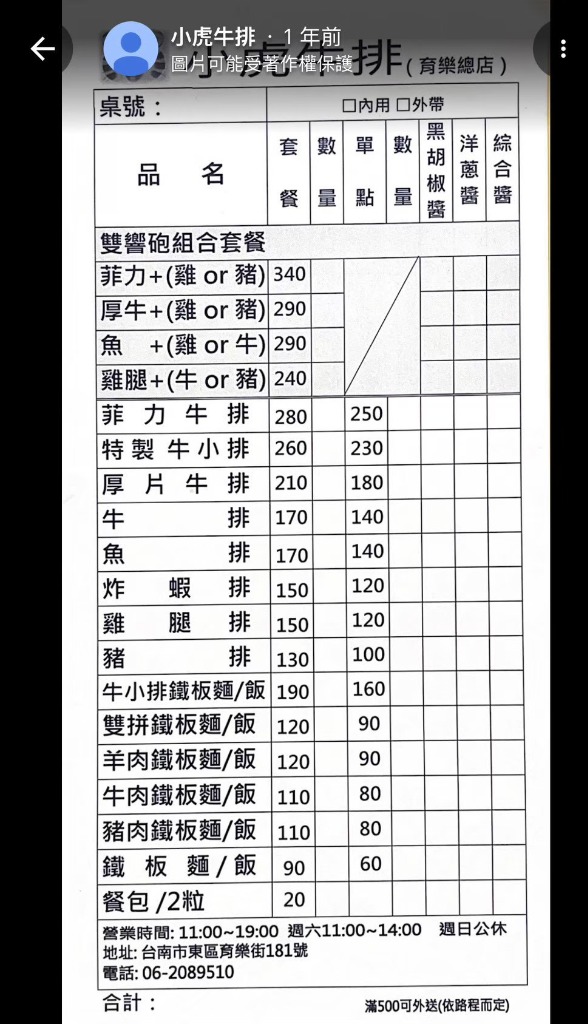 小虎牛排 · 1 年前
圖片可能受著作權保護
小虎牛排(育樂總店)
桌號： □內用 □外帶
品名 套餐 數量 單點 數量 黑胡椒醬 洋蔥醬 綜合醬
雙響砲組合套餐
菲力+(雞 or 豬) 340
厚牛+(雞 or 豬) 290
魚 +(雞 or 牛) 290
雞腿+(牛 or 豬) 240
菲力牛排 280 250
特製牛小排 260 230
厚片牛排 210 180
牛排 170 140
魚排 170 140
炸蝦排 150 120
雞腿排 150 120
豬排 130 100
牛小排鐵板麵/飯 190 160
雙拼鐵板麵/飯 120 90
羊肉鐵板麵/飯 120 90
牛肉鐵板麵/飯 110 80
豬肉鐵板麵/飯 110 80
鐵板麵/飯 90 60
餐包/2粒 20
營業時間: 11:00~19:00 週六11:00~14:00 週日公休
地址: 台南市東區育樂街181號
電話: 06-2089510
合計： 滿500可外送(依路程而定)